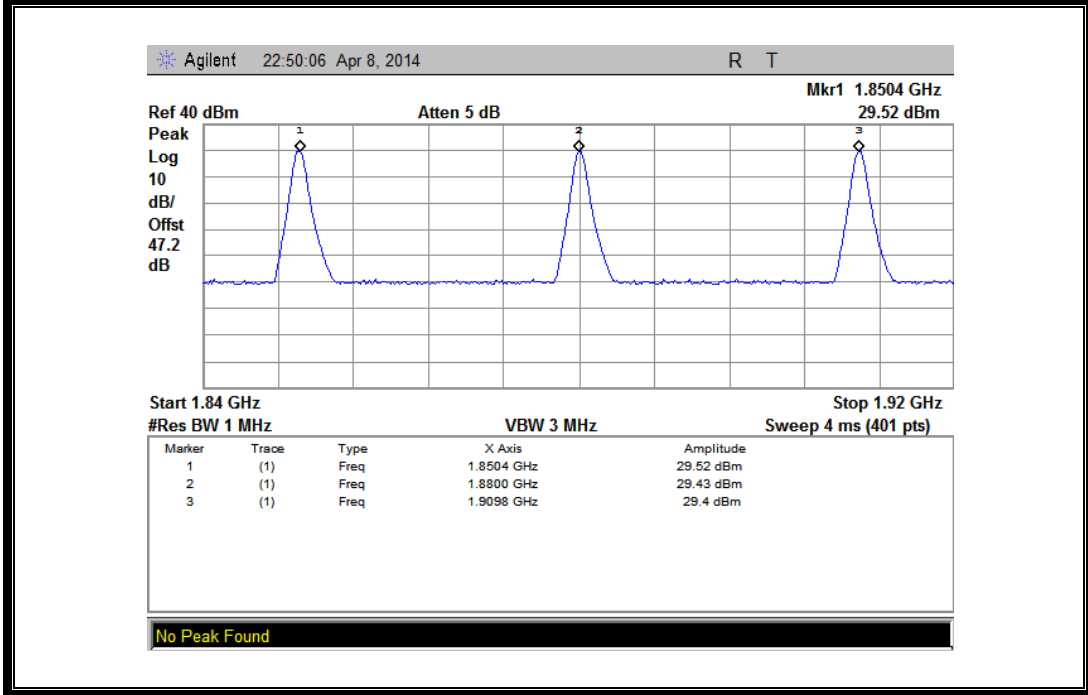 Agilent 22:50:06 Apr 8, 2014 R T
Mkr1 1.8504 GHz
Ref 40 dBm Atten 5 dB 29.52 dBm
Peak
Log
10
dB/
Offst
47.2
dB
1 2 3
Start 1.84 GHz Stop 1.92 GHz
#Res BW 1 MHz VBW 3 MHz Sweep 4 ms (401 pts)
Marker Trace Type X Axis Amplitude
1 (1) Freq 1.8504 GHz 29.52 dBm
2 (1) Freq 1.8800 GHz 29.43 dBm
3 (1) Freq 1.9098 GHz 29.4 dBm
No Peak Found